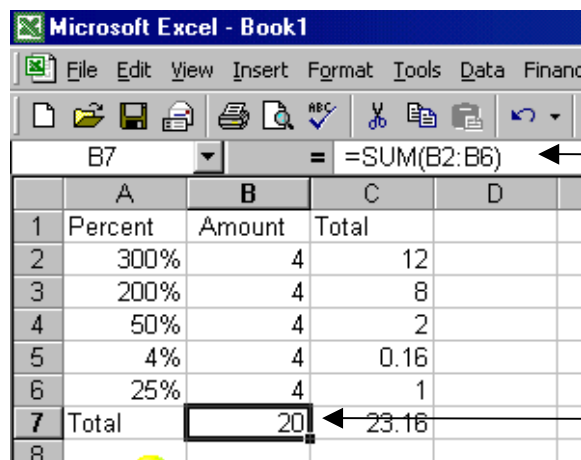 Microsoft Excel - Book1
File Edit View Insert Format Tools Data
ABC
B7 = =SUM(B2:B6)
A B C D
1 Percent Amount Total
2 300% 4 12
3 200% 4 8
4 50% 4 2
5 4% 4 0.16
6 25% 4 1
7 Total 20 23.16
8